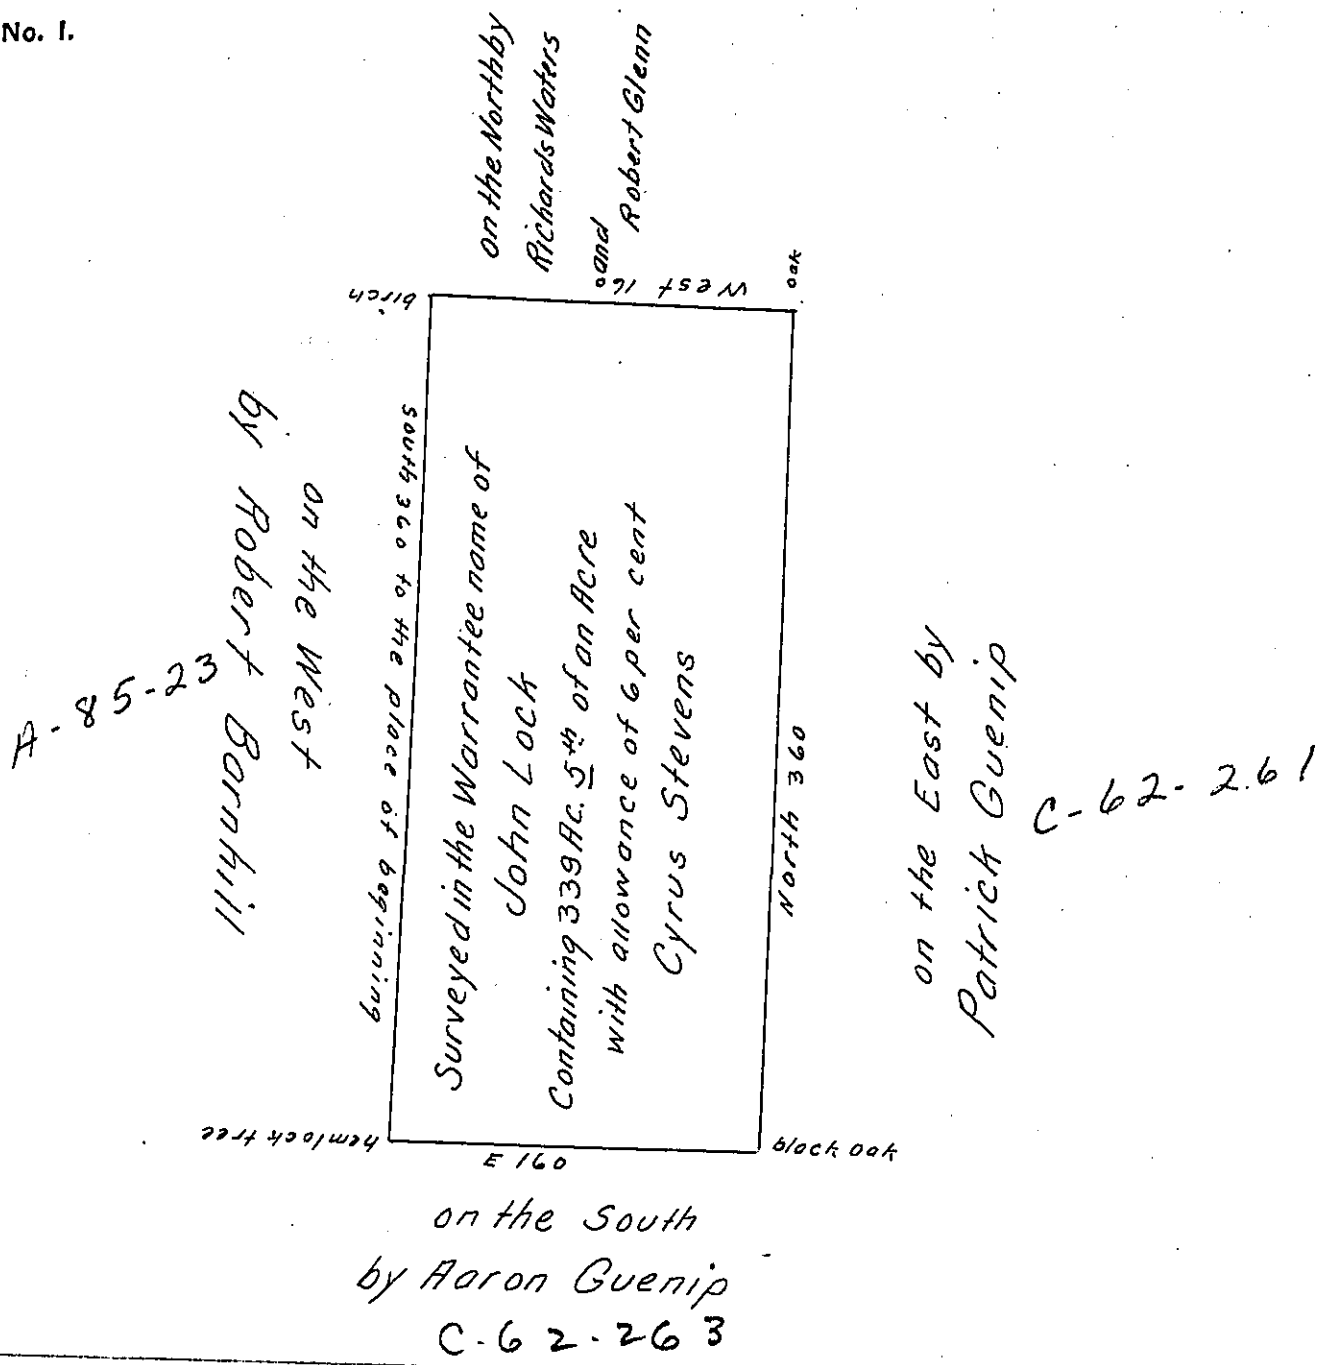 No. 1.
on the North by
Richards Waters
and
Robert Glenn
West 160
oak
birch
south 360 to the place of beginning
on the West
by Robert Barnhill
A-85-23
Surveyed in the Warrantee name of
John Lock
Containing 339 Ac. 5th of an Acre
with allowance of 6 per cent
Cyrus Stevens
North 360
on the East by
Patrick Guenip
C-62-2.61
hemlock tree
E 160
black oak
on the South
by Aaron Guenip
C-62-263